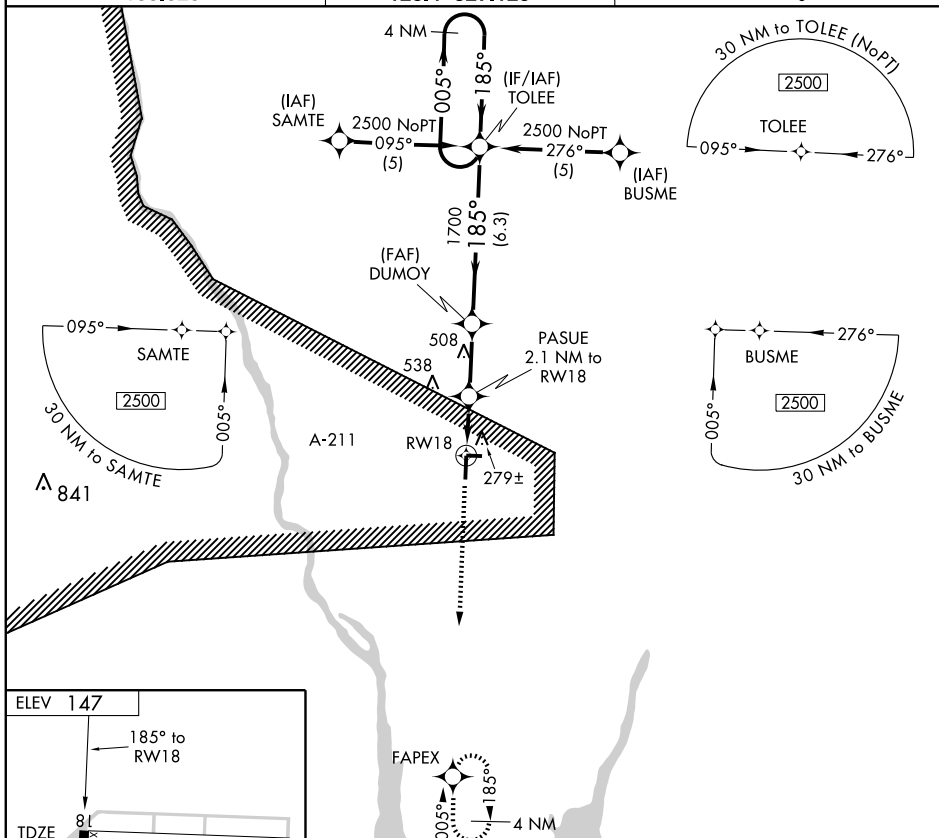 4 NM
005°
185°
(IF/IAF)
TOLEE
(IAF)
SAMTE
2500 NoPT
095°
(5)
2500 NoPT
276°
(5)
(IAF)
BUSME
30 NM to TOLEE (NoPT)
2500
TOLEE
095°
276°
1700
185°
(6.3)
(FAF)
DUMOY
PASUE
2.1 NM to
RW18
508
538
095°
SAMTE
2500
005°
30 NM to SAMTE
841
A-211
RW18
279±
276°
BUSME
2500
005°
30 NM to BUSME
ELEV 147
185° to
RW18
18
TDZE
FAPEX
005°
185°
4 NM